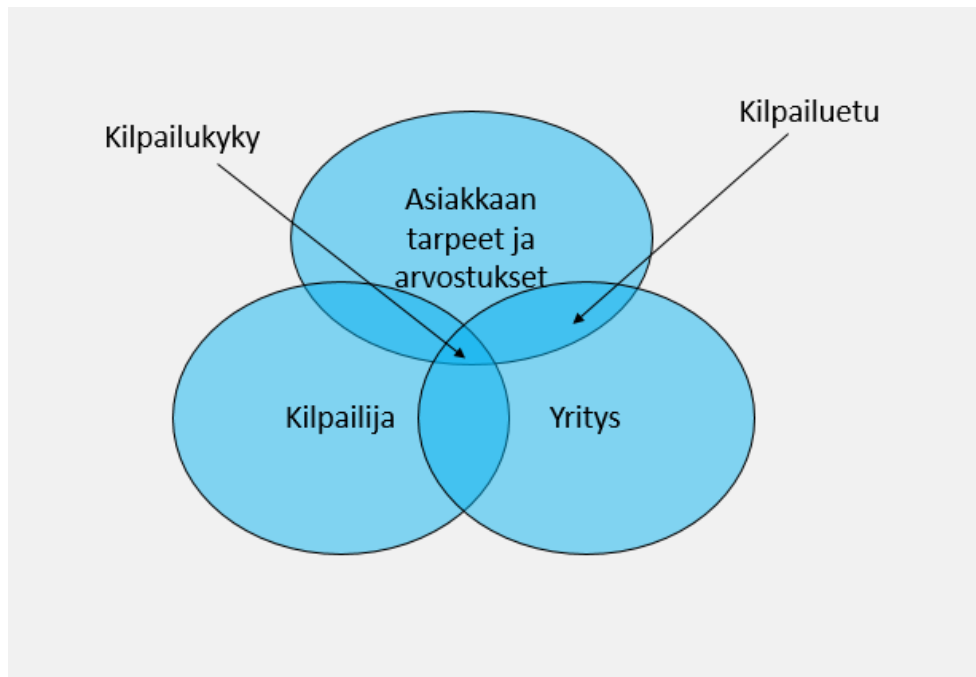 Kilpailukyky
Kilpailuetu
Asiakkaan
tarpeet ja
arvostukset
Kilpailija
Yritys